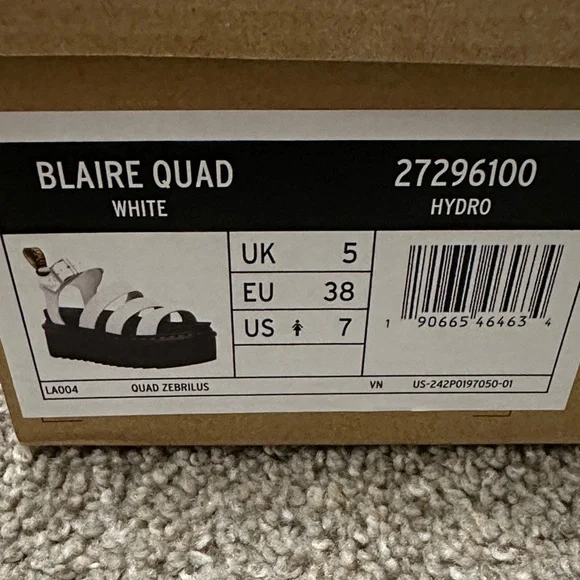 BLAIRE QUAD
WHITE
27296100
HYDRO
UK 5
EU 38
US 7
1 90665 46463 4
LA004 QUAD ZEBRILUS VN US-242P0197050-01